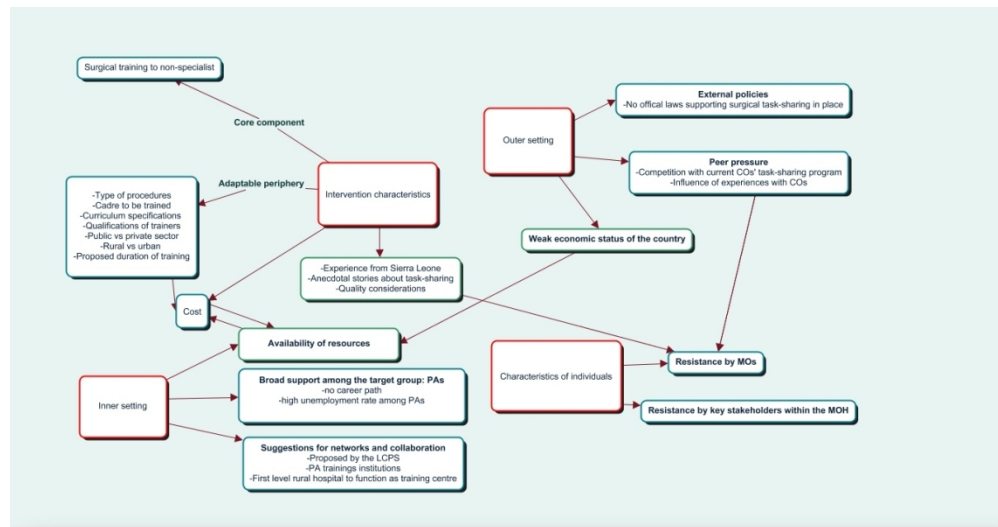 Surgical training to non-specialist
Core component
Adaptable periphery
Intervention characteristics
-Type of procedures
-Cadre to be trained
-Curriculum specifications
-Qualifications of trainers
-Public vs private sector
-Rural vs urban
-Proposed duration of training
-Experience from Sierra Leone
-Anecdotal stories about task-sharing
-Quality considerations
Cost
Availability of resources
Inner setting
Broad support among the target group: PAs
-no career path
-high unemployment rate among PAs
Suggestions for networks and collaboration
-Proposed by the LCPS
-PA trainings institutions
-First level rural hospital to function as training centre
Outer setting
External policies
-No offical laws supporting surgical task-sharing in place
Peer pressure
-Competition with current COs' task-sharing program
-Influence of experiences with COs
Weak economic status of the country
Characteristics of individuals
Resistance by MOs
Resistance by key stakeholders within the MOH